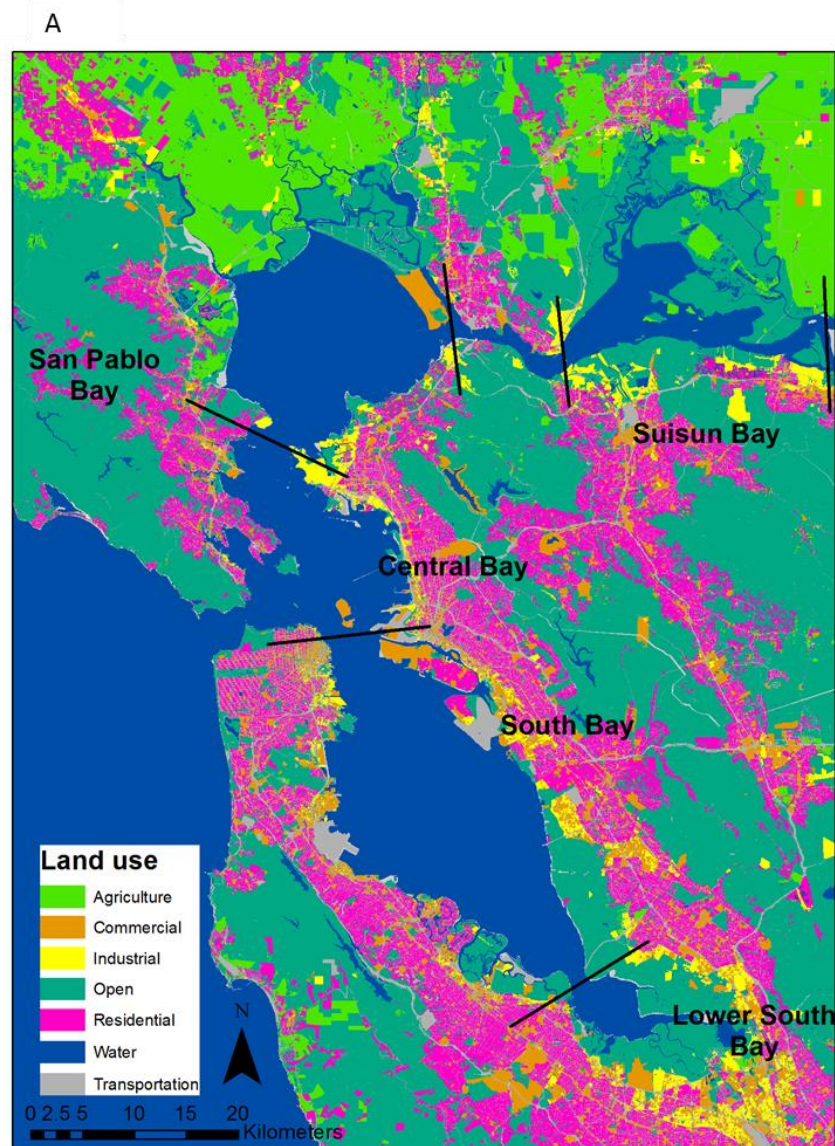 A
San Pablo
Bay
Suisun Bay
Central Bay
South Bay
Lower South
Bay
Land use
Agriculture
Commercial
Industrial
Open
Residential
Water
Transportation
N
0 2.5 5 10 15 20
Kilometers